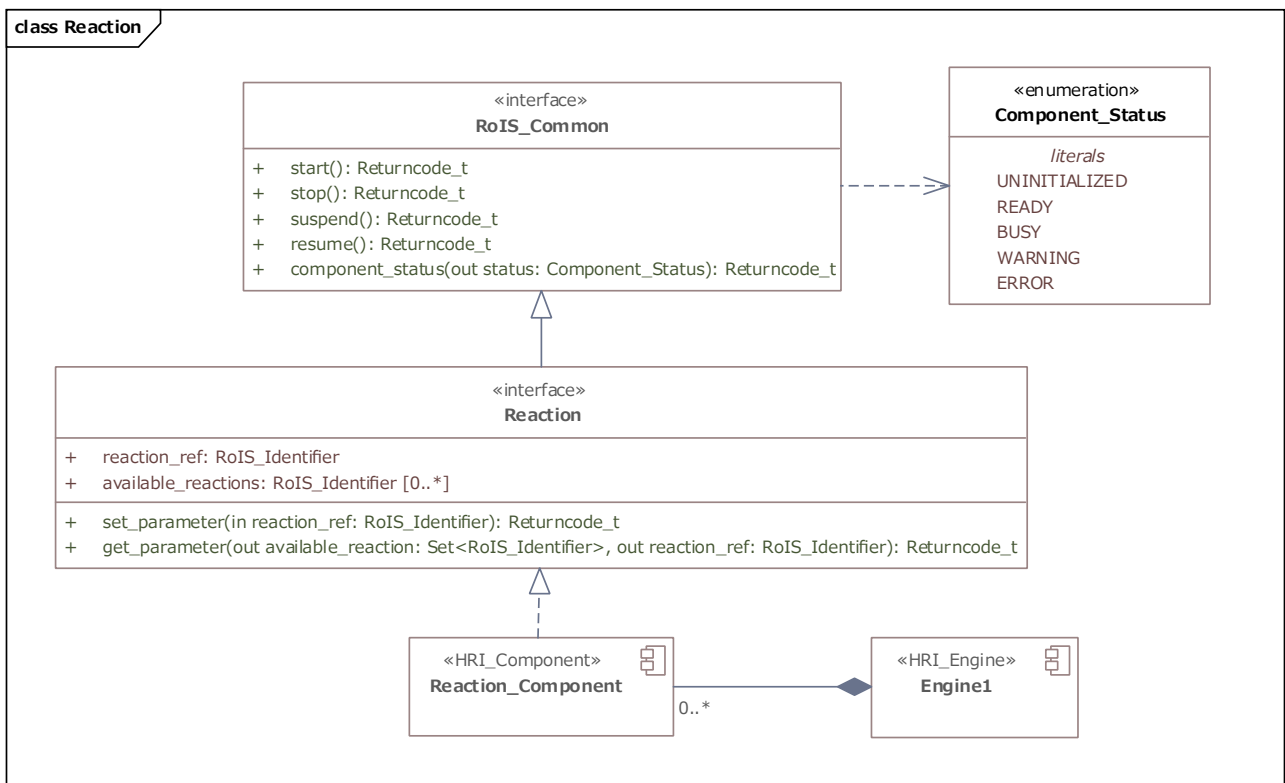 class Reaction
«interface»
RoIS_Common
+ start(): Returncode_t
+ stop(): Returncode_t
+ suspend(): Returncode_t
+ resume(): Returncode_t
+ component_status(out status: Component_Status): Returncode_t
«enumeration»
Component_Status
literals
UNINITIALIZED
READY
BUSY
WARNING
ERROR
«interface»
Reaction
+ reaction_ref: RoIS_Identifier
+ available_reactions: RoIS_Identifier [0..*]
+ set_parameter(in reaction_ref: RoIS_Identifier): Returncode_t
+ get_parameter(out available_reaction: Set<RoIS_Identifier>, out reaction_ref: RoIS_Identifier): Returncode_t
«HRI_Component»
Reaction_Component
0..*
«HRI_Engine»
Engine1